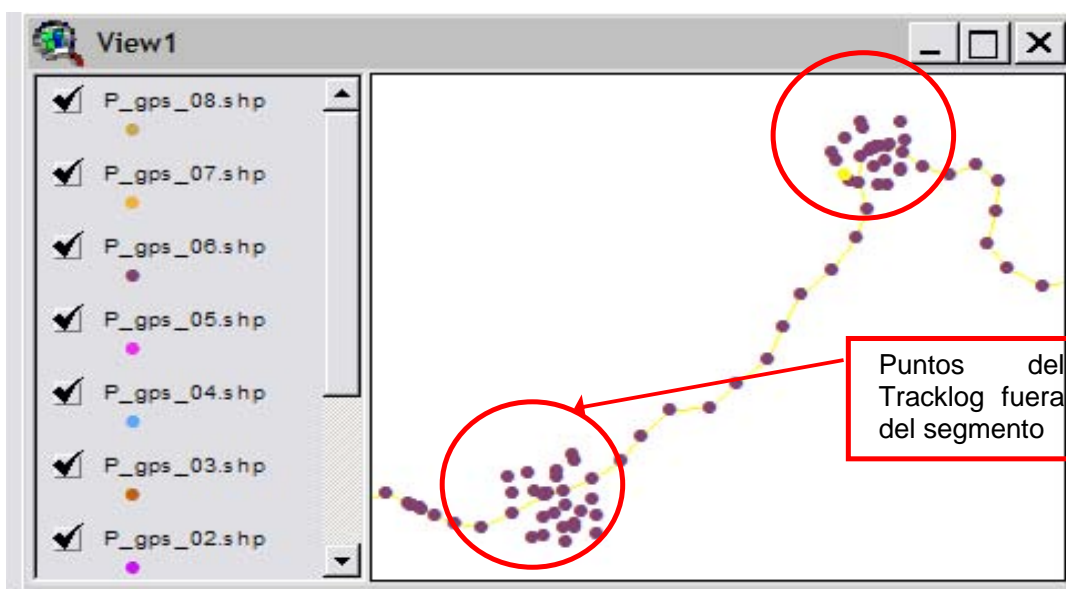 View1
P_gps_08.shp
P_gps_07.shp
P_gps_06.shp
P_gps_05.shp
P_gps_04.shp
P_gps_03.shp
P_gps_02.shp
Puntos del
Tracklog fuera
del segmento